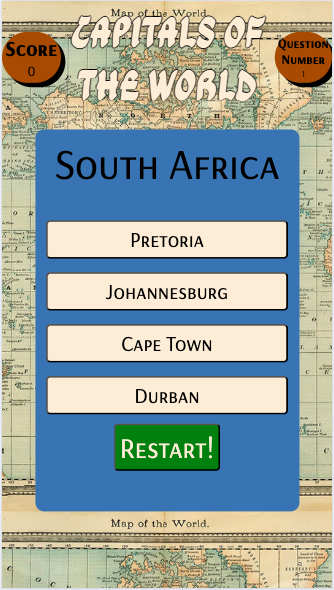 Map of the World.
CAPITALS OF
THE WORLD
Score
0
Question
Number
1
NORTH
South Africa
Pretoria
Johannesburg
Cape Town
Durban
Restart!
Map of the World.